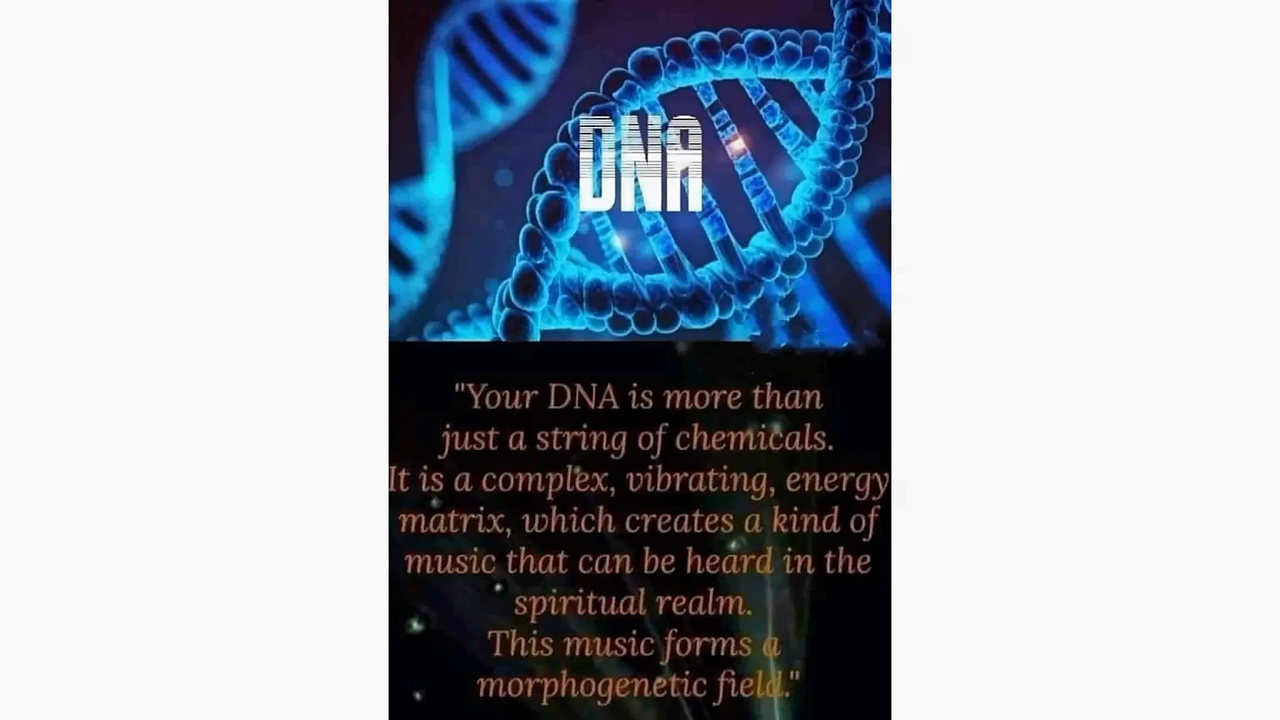 DNA
"Your DNA is more than
just a string of chemicals.
It is a complex, vibrating, energy
matrix, which creates a kind of
music that can be heard in the
spiritual realm.
This music forms a
morphogenetic field."